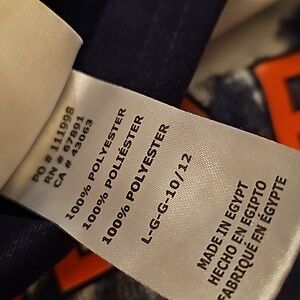 PO # 111998
RN # 67891
CA # 43063
100% POLYESTER
100% POLIÉSTER
100% POLYESTER
L-G-G-10/12
MADE IN EGYPT
HECHO EN EGIPTO
FABRIQUÉ EN ÉGYPTE